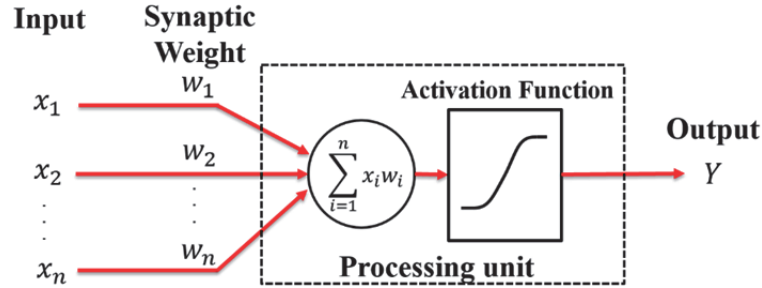 Input
Synaptic
Weight
x₁
w₁
x₂
w₂
xₙ
wₙ
n
∑ xᵢwᵢ
i=1
Activation Function
Processing unit
Output
Y